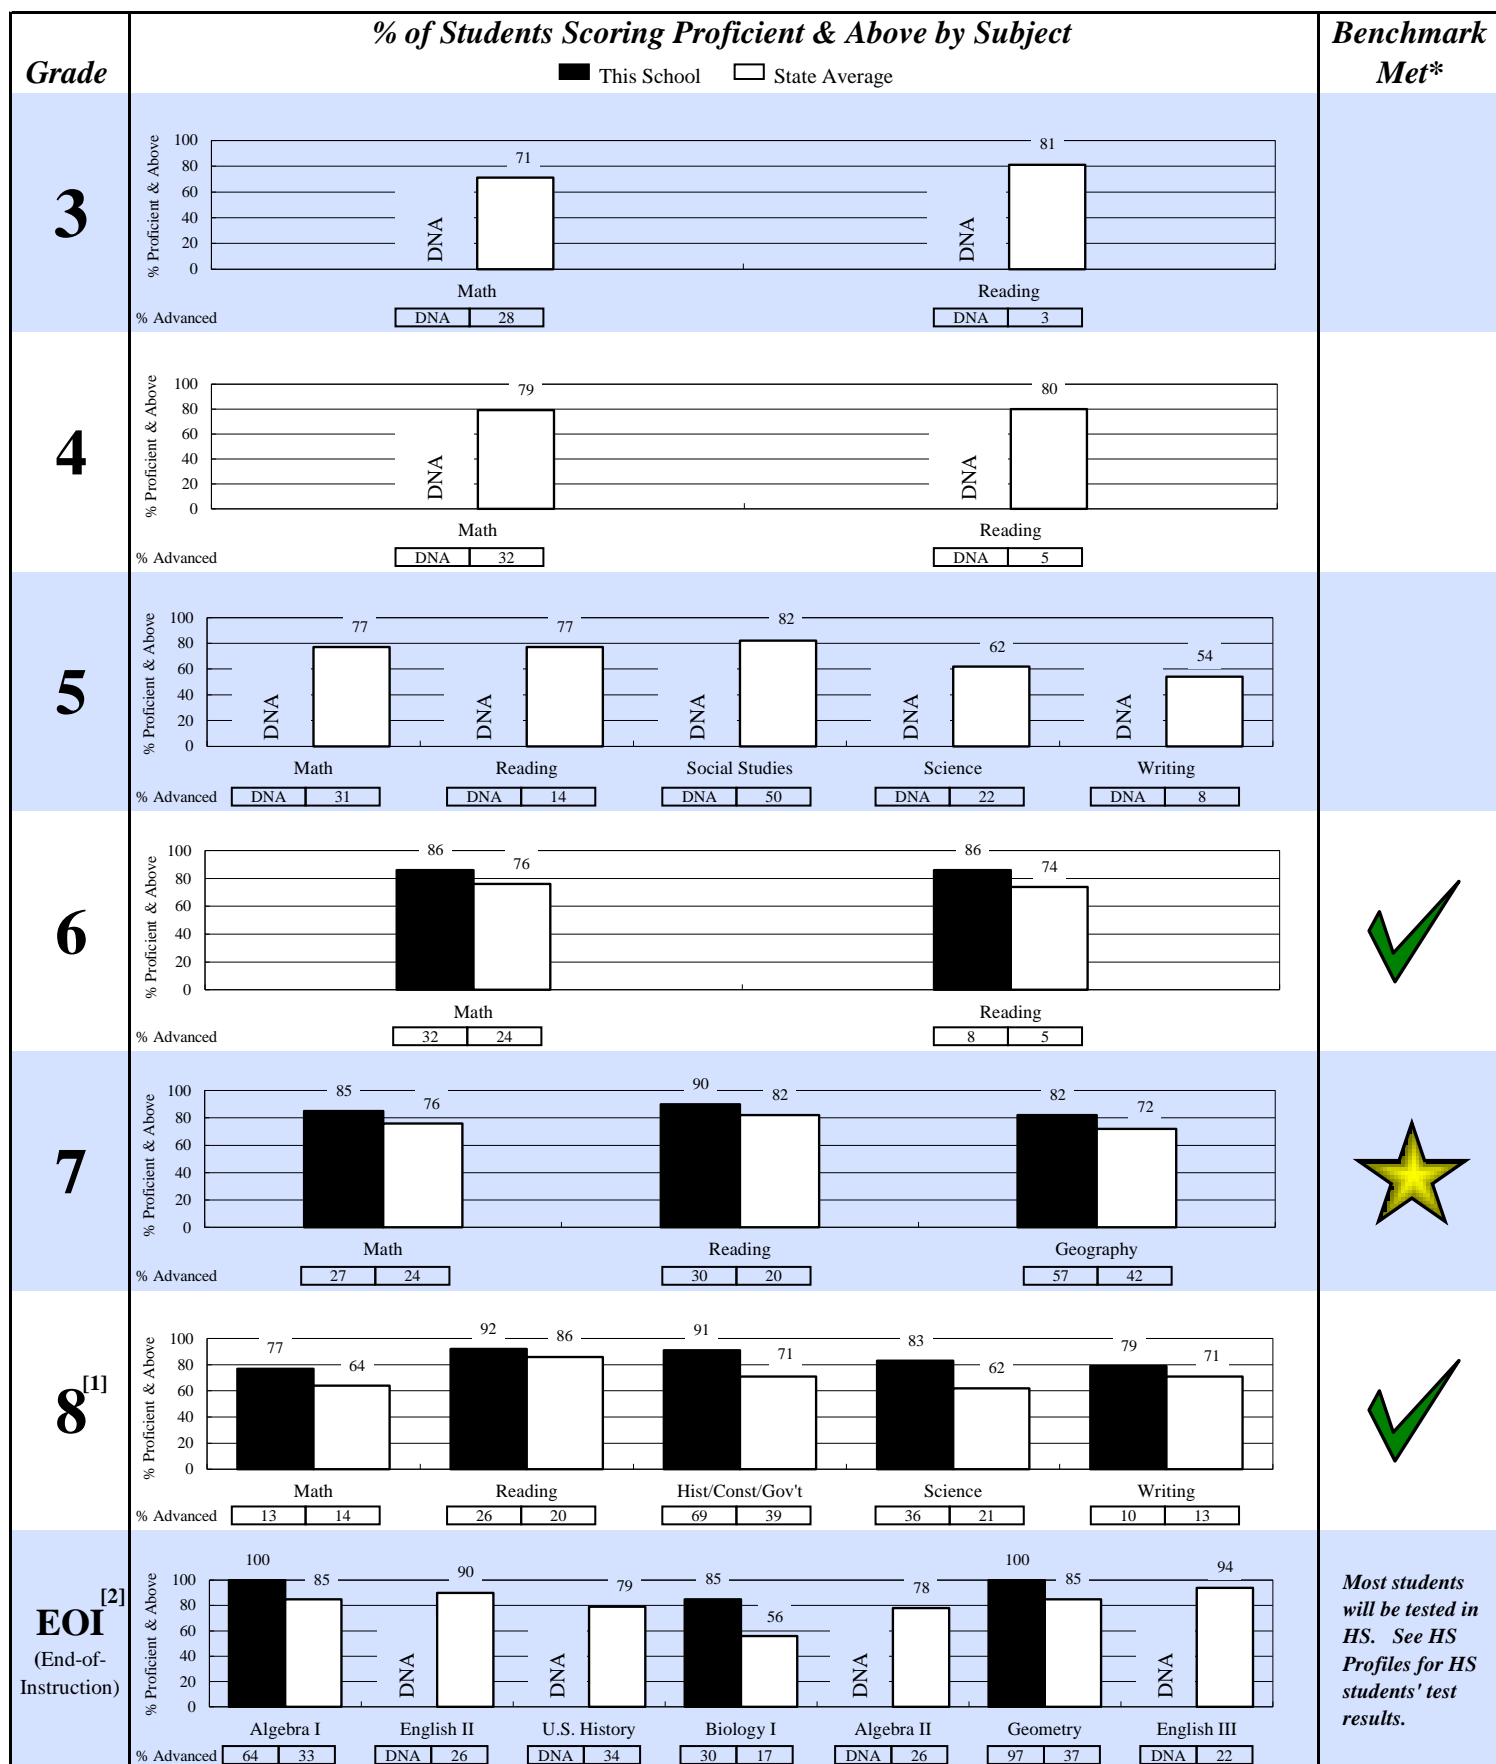 % of Students Scoring Proficient & Above by Subject
Benchmark
Met*
Grade
This School State Average
3
% Proficient & Above
100
80
60
40
20
0
DNA 71 DNA 81
Math Reading
% Advanced DNA 28 DNA 3
4
% Proficient & Above
100
80
60
40
20
0
DNA 79 DNA 80
Math Reading
% Advanced DNA 32 DNA 5
5
% Proficient & Above
100
80
60
40
20
0
DNA 77 DNA 77 DNA 82 DNA 62 DNA 54
Math Reading Social Studies Science Writing
% Advanced DNA 31 DNA 14 DNA 50 DNA 22 DNA 8
6
% Proficient & Above
100
80
60
40
20
0
86 76 86 74
Math Reading
% Advanced 32 24 8 5
7
% Proficient & Above
100
80
60
40
20
0
85 76 90 82 82 72
Math Reading Geography
% Advanced 27 24 30 20 57 42
8[1]
% Proficient & Above
100
80
60
40
20
0
77 64 92 86 91 71 83 62 79 71
Math Reading Hist/Const/Gov't Science Writing
% Advanced 13 14 26 20 69 39 36 21 10 13
EOI[2]
(End-of-
Instruction)
% Proficient & Above
100
80
60
40
20
0
100 85 DNA 90 DNA 79 85 56 DNA 78 100 85 DNA 94
Algebra I English II U.S. History Biology I Algebra II Geometry English III
% Advanced 64 33 DNA 26 DNA 34 30 17 DNA 26 97 37 DNA 22
Most students
will be tested in
HS. See HS
Profiles for HS
students' test
results.